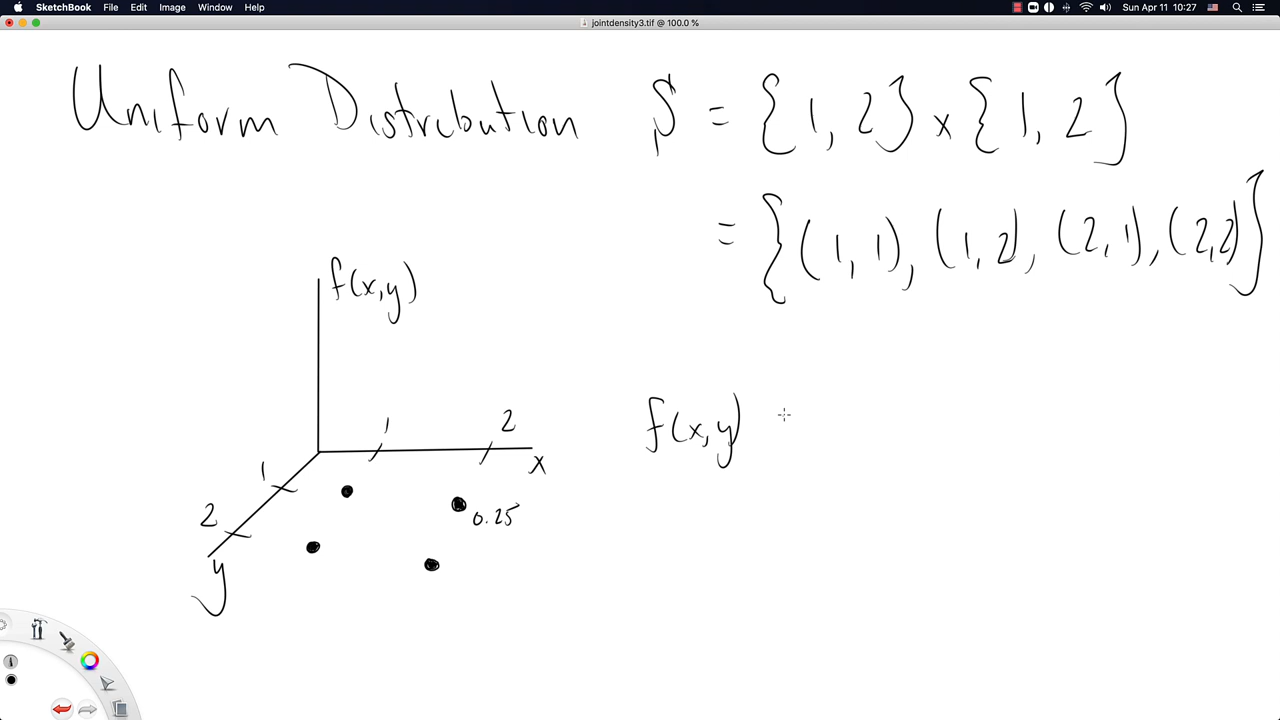 SketchBook File Edit Image Window Help Sun Apr 11 10:27
jointdensity3.tif @ 100.0 %
Uniform Distribution S = {1, 2} x {1, 2}
= {(1, 1), (1, 2), (2, 1), (2,2)}
f(x,y)
1 2
x
f(x,y)
1
2
y
0.25